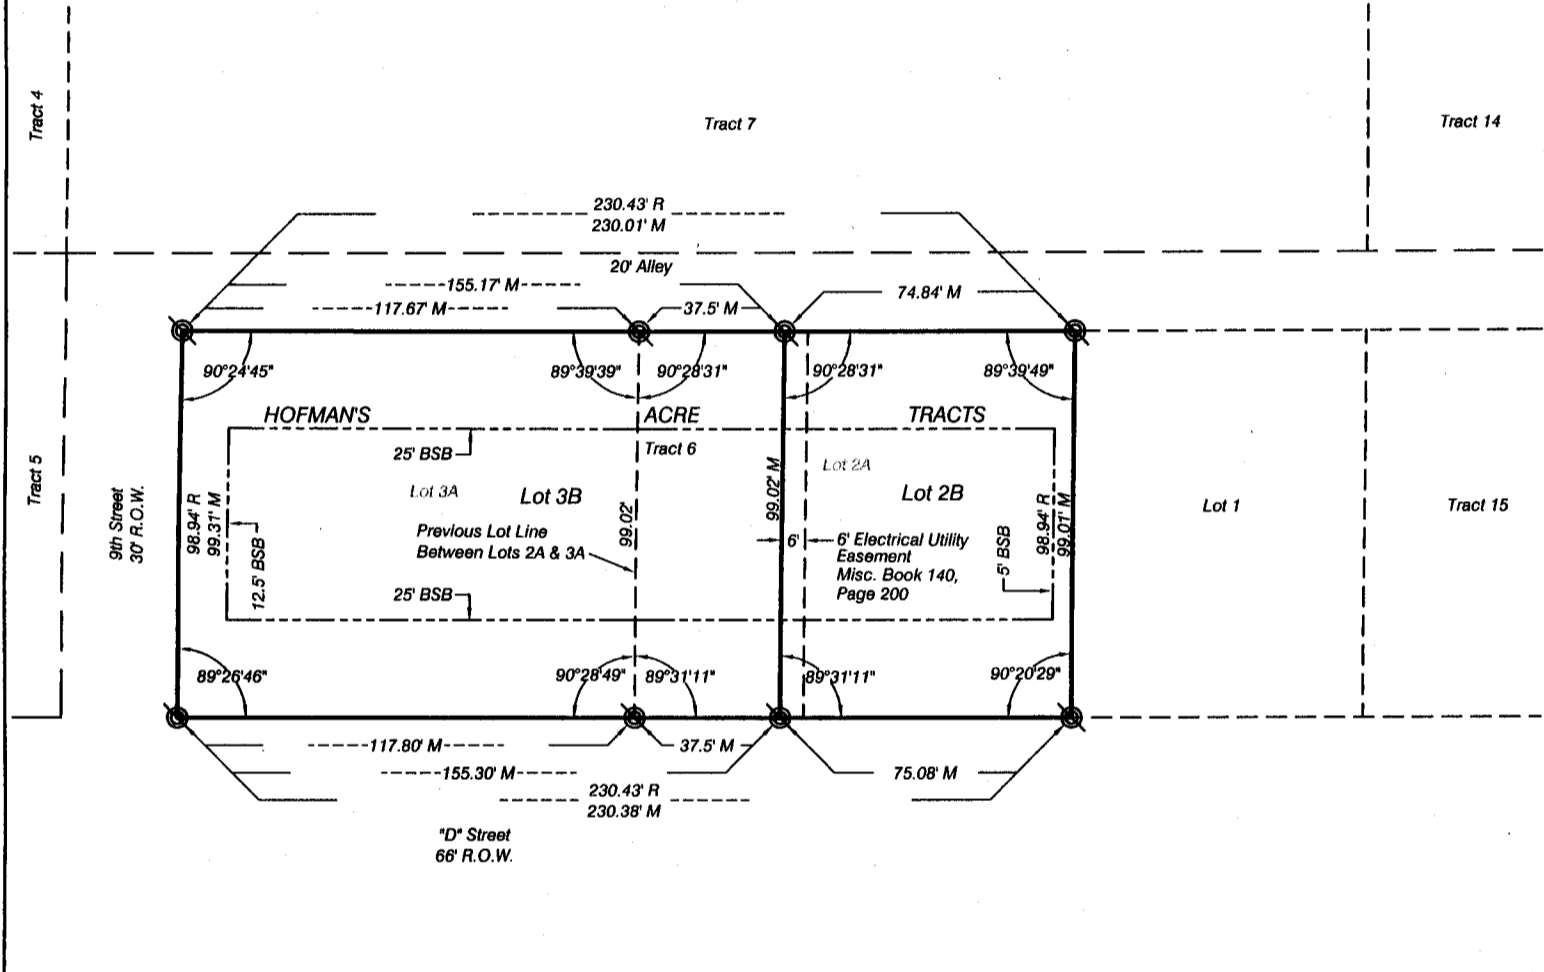 Tract 4
Tract 7
Tract 14
230.43' R
230.01' M
20' Alley
155.17' M
117.67' M
37.5' M
74.84' M
90°24'45"
89°39'39"
90°28'31"
90°28'31"
89°39'49"
HOFMAN'S ACRE TRACTS
25' BSB
Tract 6
Lot 3A
Lot 3B
Lot 2A
Lot 2B
Tract 5
9th Street
30' R.O.W.
98.94' R
99.31' M
12.5' BSB
Previous Lot Line
Between Lots 2A & 3A
99.02'
99.02' M
6'
6' Electrical Utility
Easement
Misc. Book 140,
Page 200
5' BSB
98.94' R
99.01' M
Lot 1
Tract 15
25' BSB
89°26'46"
90°28'49"
89°31'11"
89°31'11"
90°20'29"
117.80' M
37.5' M
155.30' M
75.08' M
230.43' R
230.38' M
"D" Street
66' R.O.W.